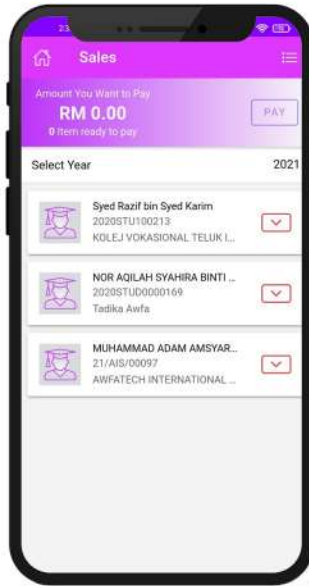 23
Sales
Amount You Want to Pay
RM 0.00
0 Item ready to pay
PAY
Select Year
2021
Syed Razif bin Syed Karim
2020STU100213
KOLEJ VOKASIONAL TELUK I...
NOR AQILAH SYAHIRA BINTI ...
2020STUD0000169
Tadika Awfa
MUHAMMAD ADAM AMSYAR...
21/AIS/00097
AWFATECH INTERNATIONAL ...